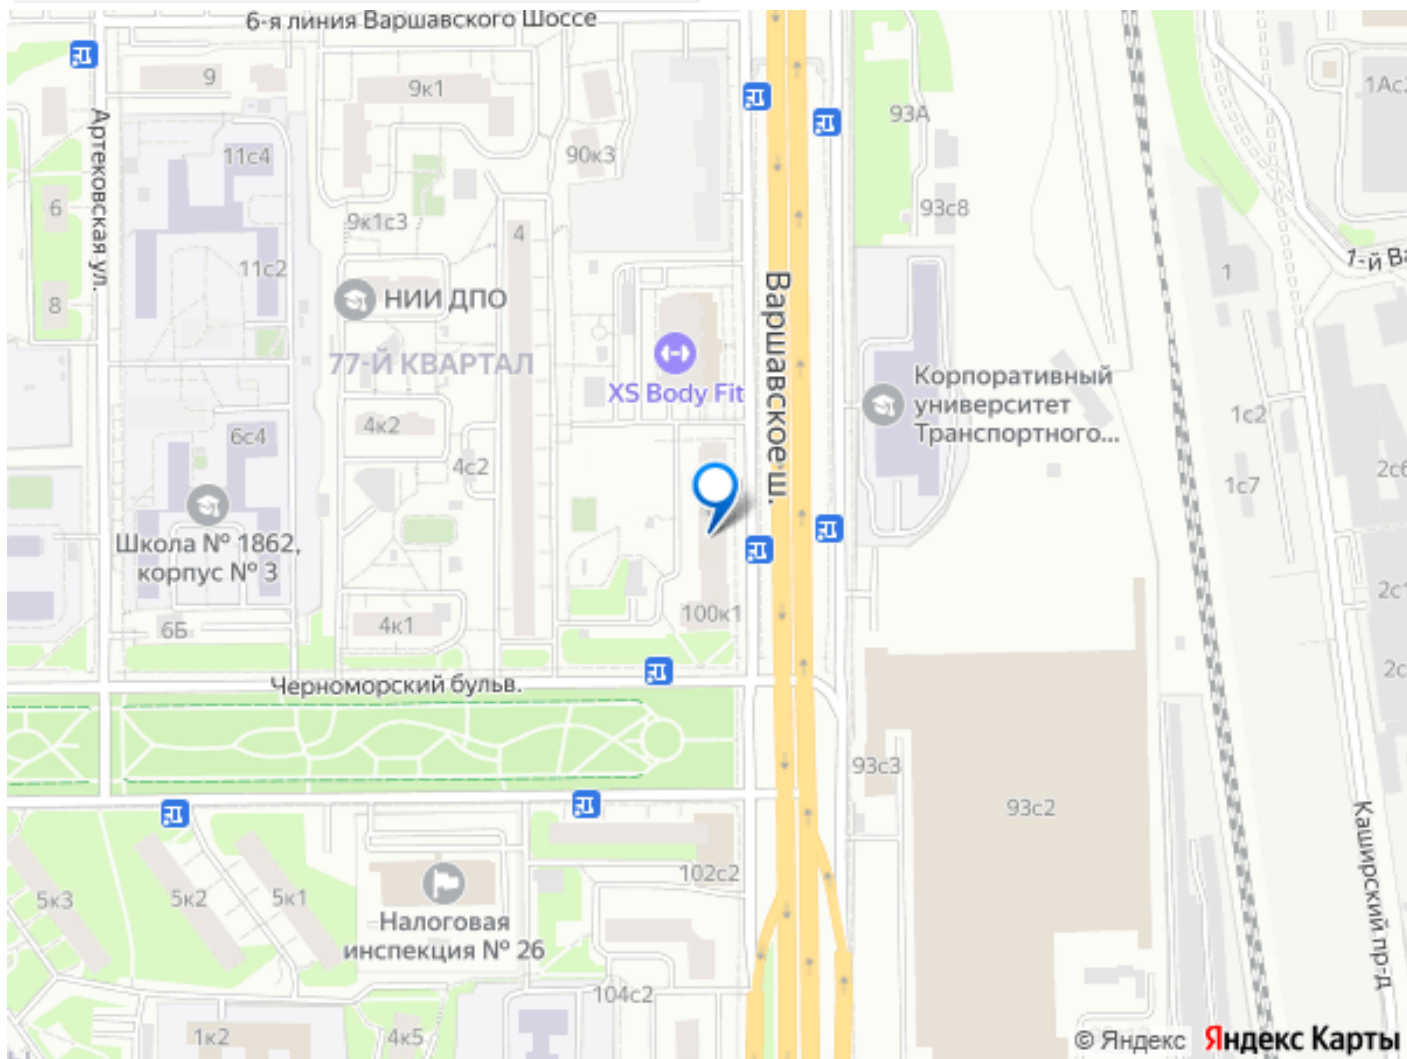 6-я линия Варшавского Шоссе
9
9к1
93А
1Ас2
Артековская ул.
11с4
90к3
6
9к1с3
4
93с8
11с2
1
1-й Ва
8
НИИ ДПО
Варшавское ш.
77-Й КВАРТАЛ
XS Body Fit
Корпоративный
университет
Транспортного...
4к2
1с2
6с4
4с2
2с6
1с7
Школа № 1862,
корпус № 3
2с1
100к1
6Б
4к1
2с
Черноморский бульв.
93с3
93с2
Каширский пр-д
102с2
5к3
5к2
5к1
Налоговая
инспекция № 26
104с2
1к2
4к5
© Яндекс Яндекс Карты